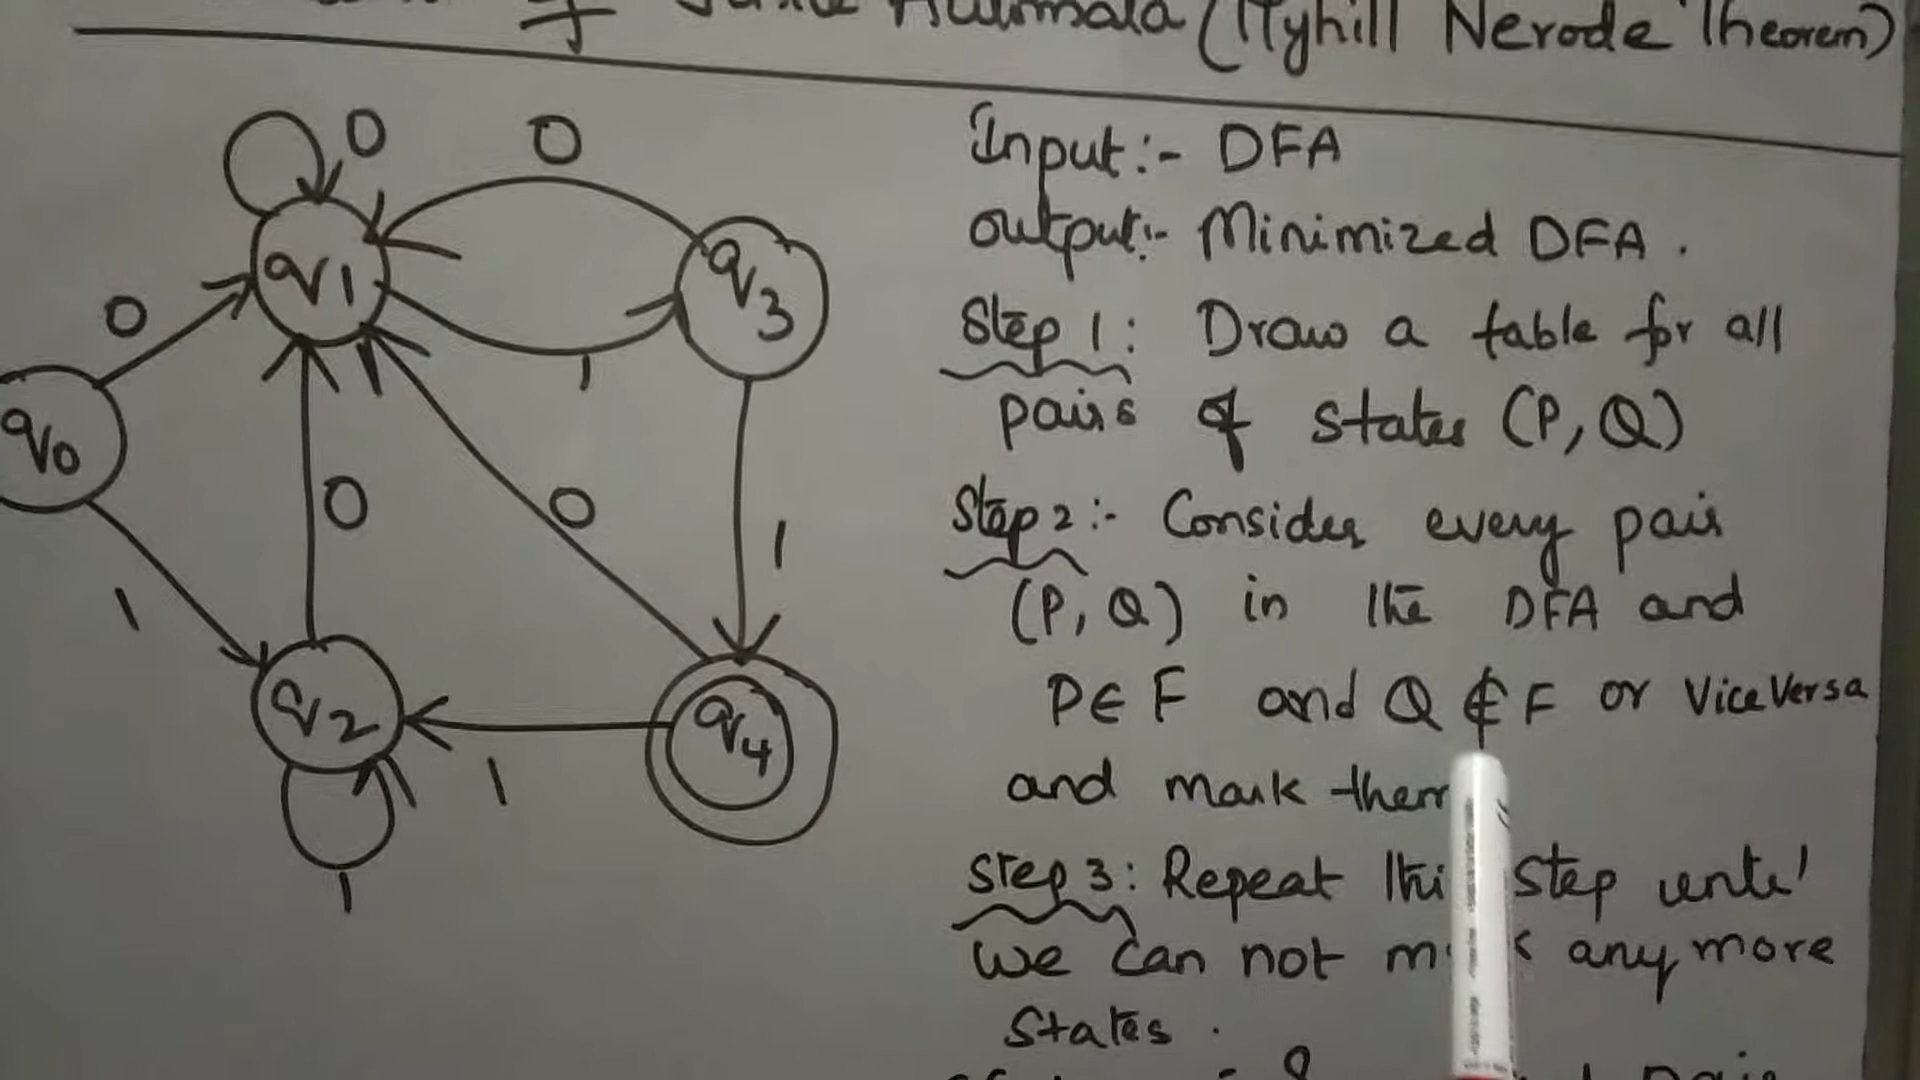 (Myhill Nerode Theorem)
Input:- DFA
output:- Minimized DFA.
Step 1: Draw a table for all
pairs of states (P, Q)
Step 2:- Consider every pair
(P, Q) in the DFA and
P∈ F and Q ∉ F or ViceVersa
and mark them
Step 3: Repeat this step until
we can not any more
states.
0
0
q1
q3
0
1
q0
0
0
1
1
q2
q4
1
1